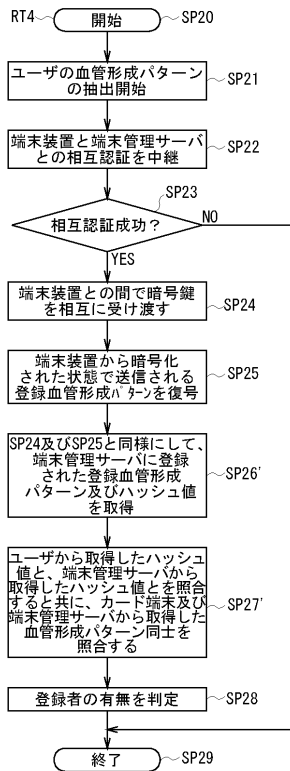 RT4 開始 SP20
ユーザの血管形成パターン
の抽出開始 SP21
端末装置と端末管理サーバ
との相互認証を中継 SP22
SP23
相互認証成功? NO
YES
端末装置との間で暗号鍵
を相互に受け渡す SP24
端末装置から暗号化
された状態で送信される
登録血管形成パターンを復号 SP25
SP24及びSP25と同様にして、
端末管理サーバに登録
された登録血管形成
パターン及びハッシュ値
を取得 SP26'
ユーザから取得したハッシュ
値と、端末管理サーバから
取得したハッシュ値とを照合
すると共に、カード端末及び
端末管理サーバから取得した
血管形成パターン同士を
照合する SP27'
登録者の有無を判定 SP28
終了 SP29